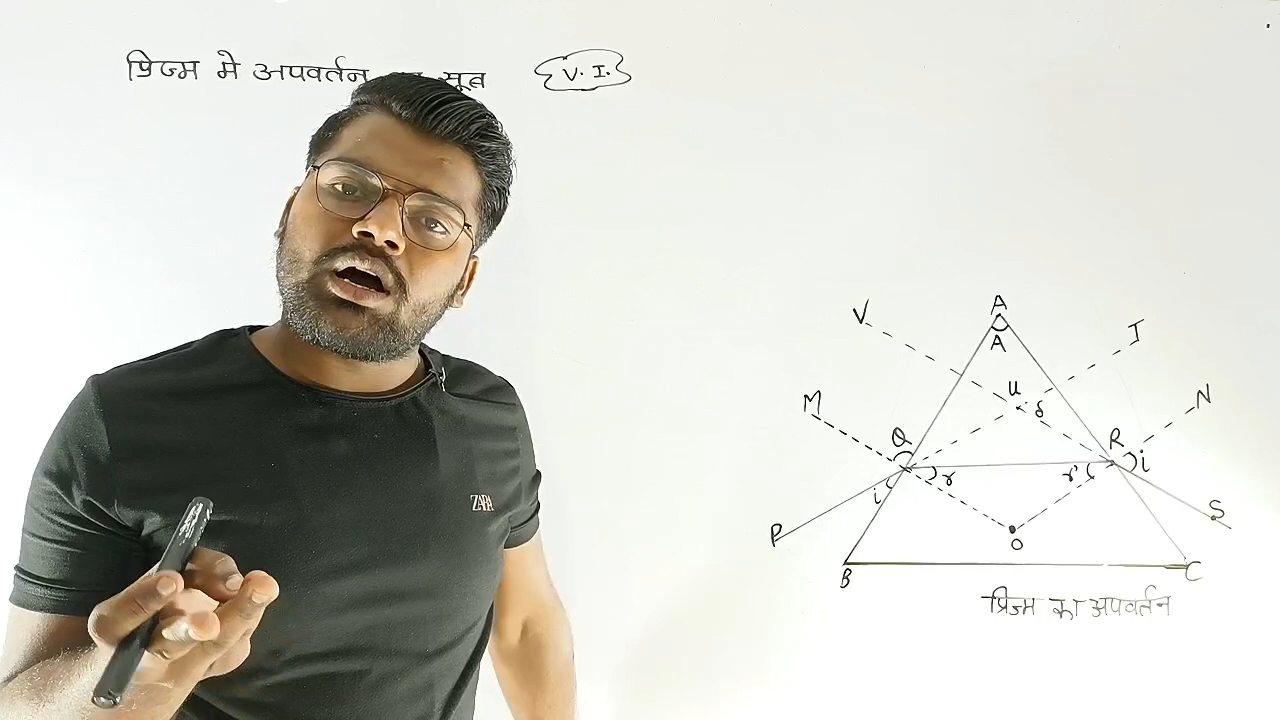 प्रिज्म मे अपवर्तन सूत्र (V. I.)
A
V
T
A
u
δ
M
N
Q
R
i
r
r'
i
ZARA
P
S
O
B
C
प्रिज्म का अपवर्तन